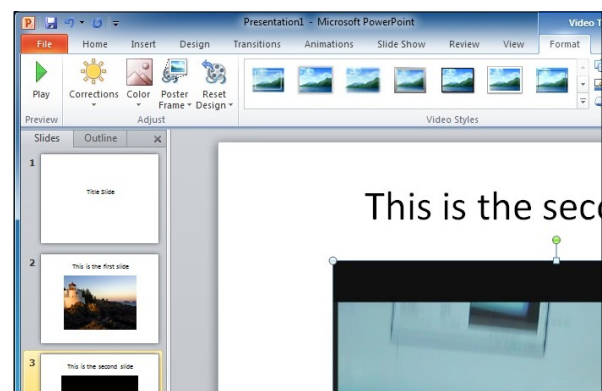 Presentation1 - Microsoft PowerPoint
Video T
File Home Insert Design Transitions Animations Slide Show Review View Format
Play Corrections Color Poster Frame Reset Design
Preview Adjust Video Styles
Slides Outline
1
Title Slide
2
This is the first slide
3
This is the second slide
This is the seco